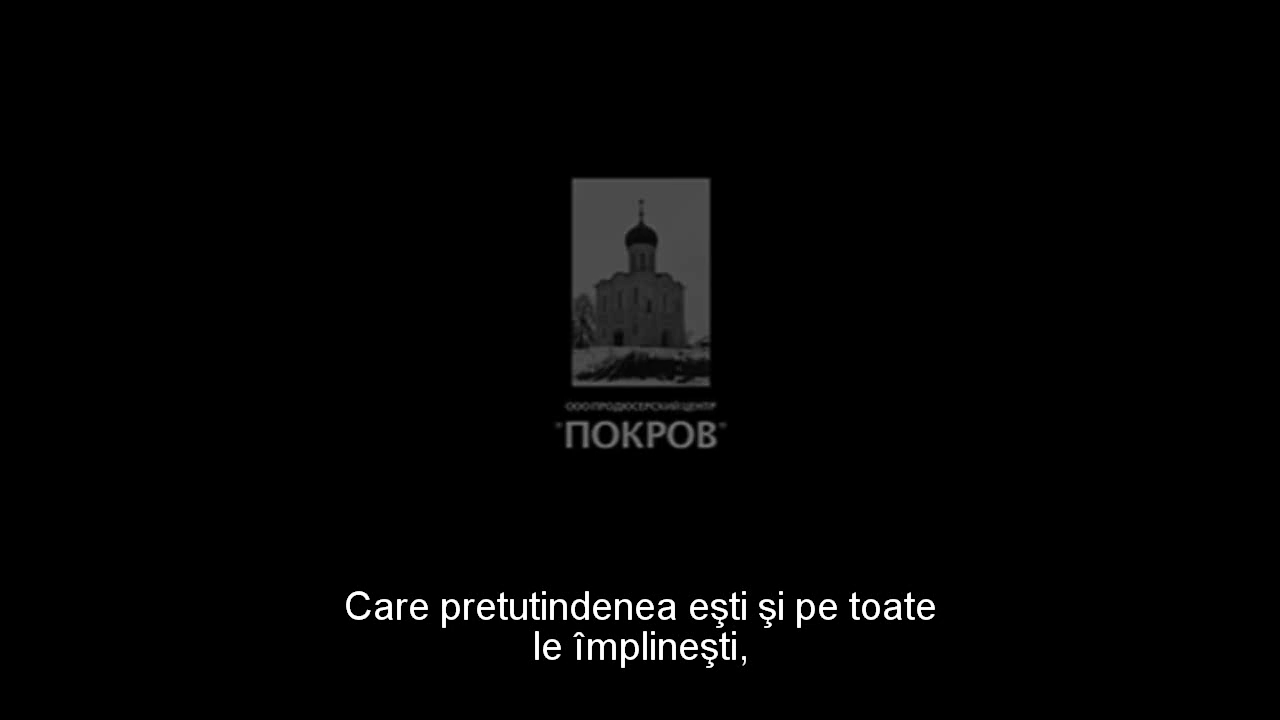 ООО ПРОДЮСЕРСКИЙ ЦЕНТР
"ПОКРОВ"
Care pretutindenea eşti şi pe toate
le împlineşti,